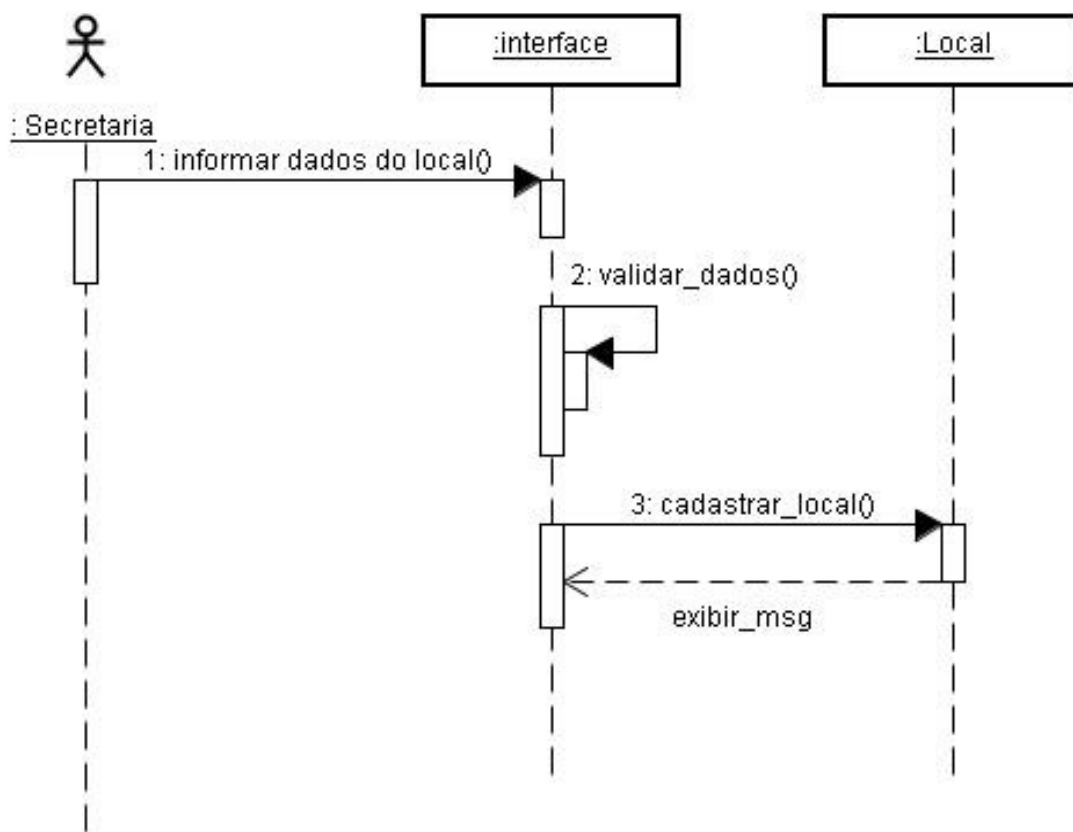 :interface
:Local
: Secretaria
1: informar dados do local()
2: validar_dados()
3: cadastrar_local()
exibir_msg